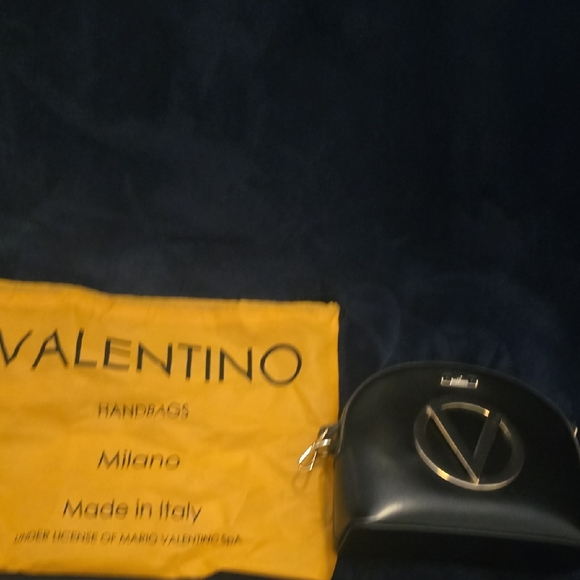 VALENTINO
HANDBAGS
Milano
Made in Italy
UNDER LICENSE OF MARIO VALENTINO SpA
V